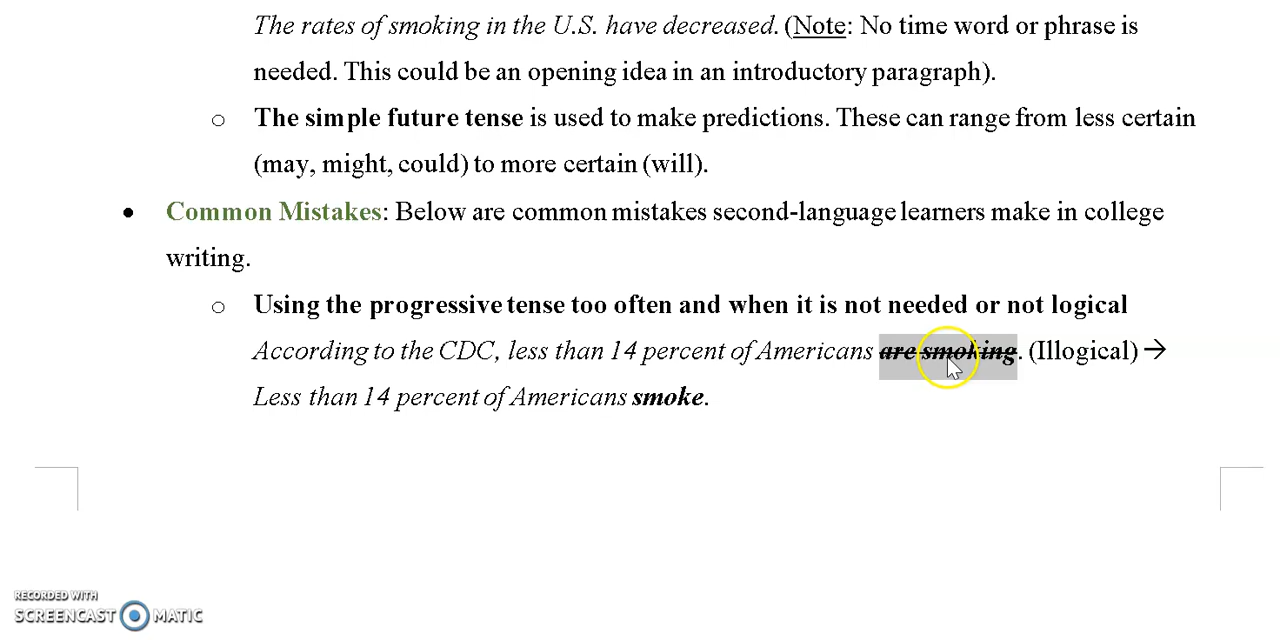 The rates of smoking in the U.S. have decreased. (Note: No time word or phrase is
needed. This could be an opening idea in an introductory paragraph).
o The simple future tense is used to make predictions. These can range from less certain
(may, might, could) to more certain (will).
• Common Mistakes: Below are common mistakes second-language learners make in college
writing.
o Using the progressive tense too often and when it is not needed or not logical
According to the CDC, less than 14 percent of Americans are smoking. (Illogical) →
Less than 14 percent of Americans smoke.
RECORDED WITH
SCREENCAST MATIC